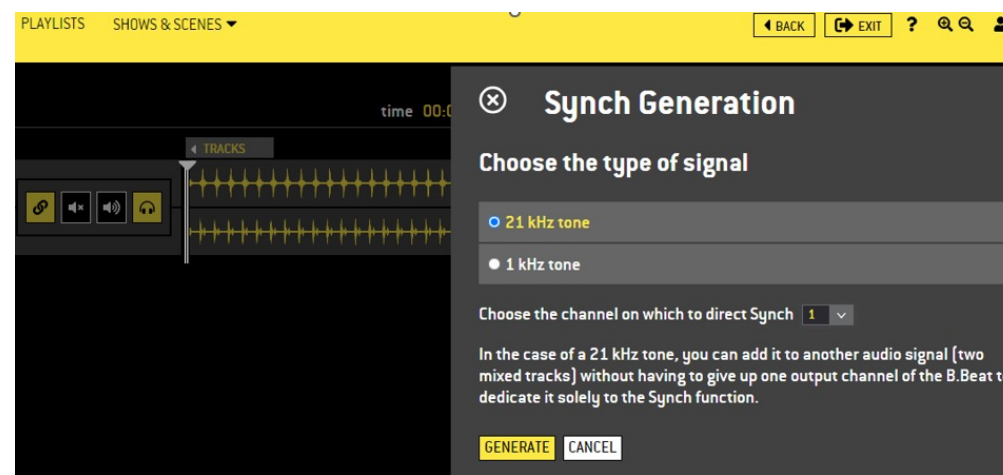 PLAYLISTS SHOWS & SCENES BACK EXIT ?
time 00:0
Synch Generation
TRACKS
Choose the type of signal
21 kHz tone
1 kHz tone
Choose the channel on which to direct Synch 1
In the case of a 21 kHz tone, you can add it to another audio signal (two
mixed tracks) without having to give up one output channel of the B.Beat
dedicate it solely to the Synch function.
GENERATE CANCEL